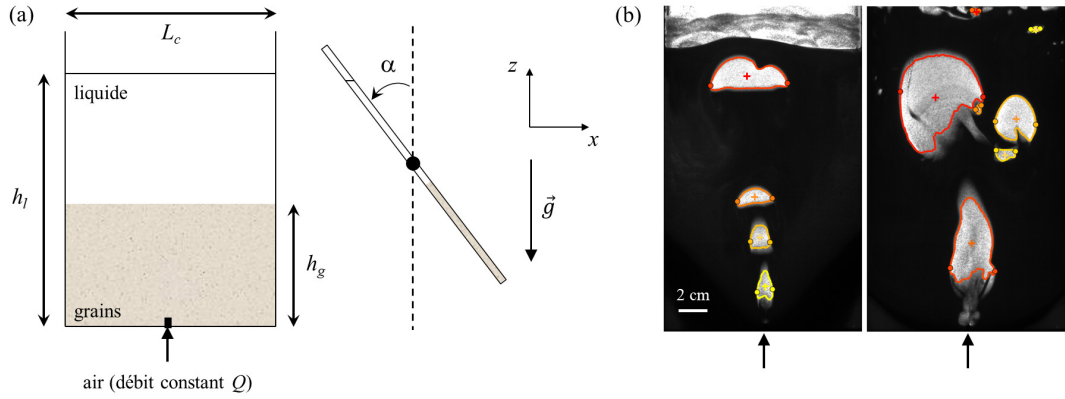 (a)
L_c
liquide
h_l
h_g
grains
air (débit constant Q)
α
z
x
g⃗
(b)
2 cm